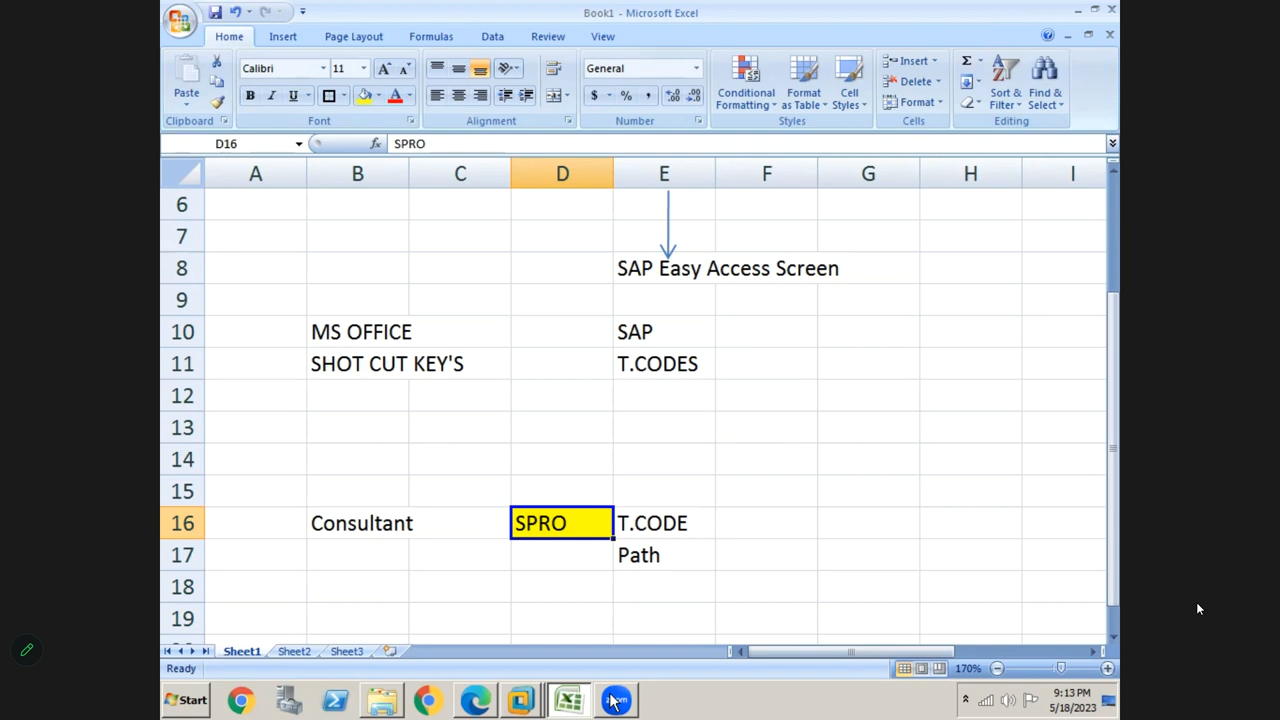 Book1 - Microsoft Excel
Home Insert Page Layout Formulas Data Review View
Calibri 11 General Insert Σ
Paste B I U $ % , Conditional Formatting Format as Table Cell Styles Delete Format Sort & Filter Find & Select
Clipboard Font Alignment Number Styles Cells Editing
D16 fx SPRO
A B C D E F G H I
6
7
8 SAP Easy Access Screen
9
10 MS OFFICE SAP
11 SHOT CUT KEY'S T.CODES
12
13
14
15
16 Consultant SPRO T.CODE
17 Path
18
19
Sheet1 Sheet2 Sheet3
Ready 170%
Start 9:13 PM
5/18/2023